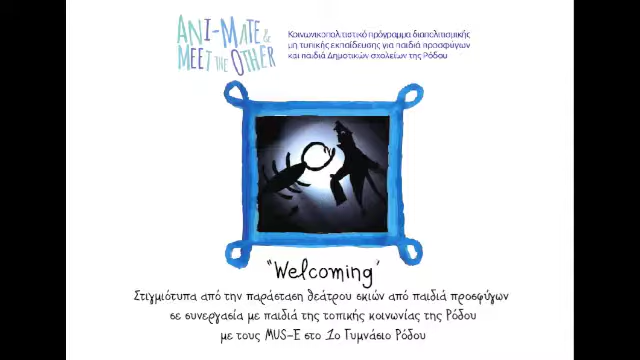 ANI-MATE &
MEET THE OTHER
Κοινωνικοπολιτιστικό πρόγραμμα διαπολιτισμικής
μη τυπικής εκπαίδευσης για παιδιά προσφύγων
και παιδιά Δημοτικών σχολείων της Ρόδου
"Welcoming"
Στιγμιότυπα από την παράσταση θεάτρου σκιών από παιδιά προσφύγων
σε συνεργασία με παιδιά της τοπικής κοινωνίας της Ρόδου
με τους MUS-E στο 1ο Γυμνάσιο Ρόδου